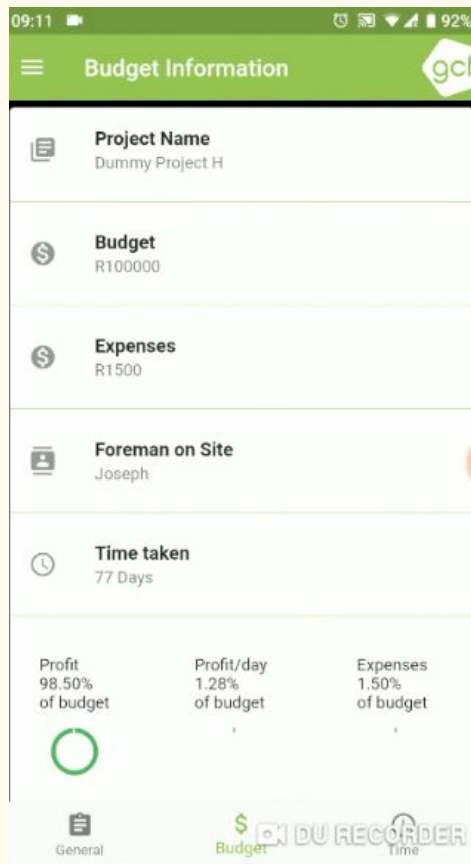 09:11
92%
Budget Information
Project Name
Dummy Project H
Budget
R100000
Expenses
R1500
Foreman on Site
Joseph
Time taken
77 Days
Profit
98.50%
of budget
Profit/day
1.28%
of budget
Expenses
1.50%
of budget
General
Budget
Time
DU RECORDER